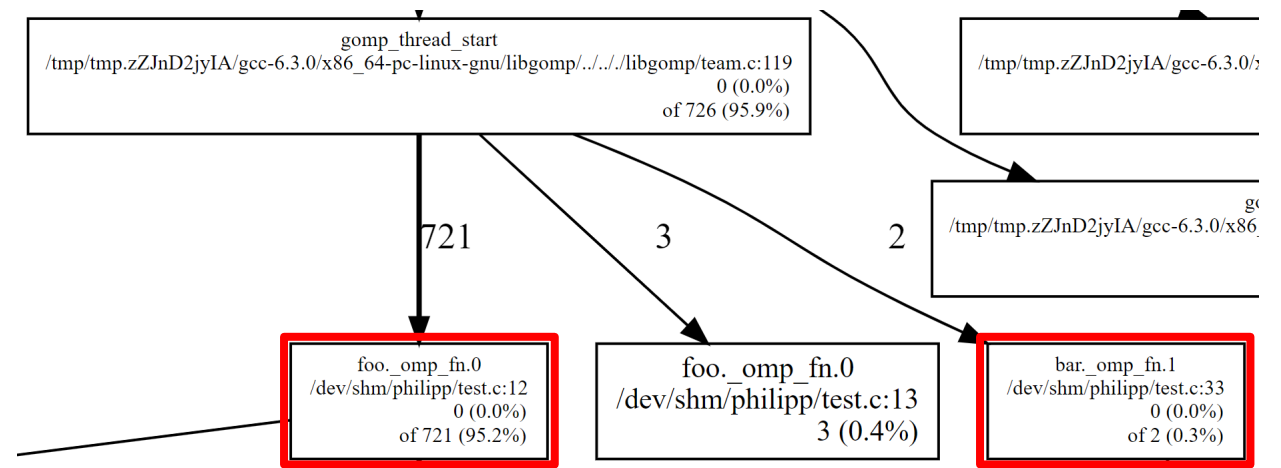 gomp_thread_start
/tmp/tmp.zZJnD2jyIA/gcc-6.3.0/x86_64-pc-linux-gnu/libgomp/../.././libgomp/team.c:119
0 (0.0%)
of 726 (95.9%)
/tmp/tmp.zZJnD2jyIA/gcc-6.3.0/
/tmp/tmp.zZJnD2jyIA/gcc-6.3.0/x86_
721
3
2
foo._omp_fn.0
/dev/shm/philipp/test.c:12
0 (0.0%)
of 721 (95.2%)
foo._omp_fn.0
/dev/shm/philipp/test.c:13
3 (0.4%)
bar._omp_fn.1
/dev/shm/philipp/test.c:33
0 (0.0%)
of 2 (0.3%)